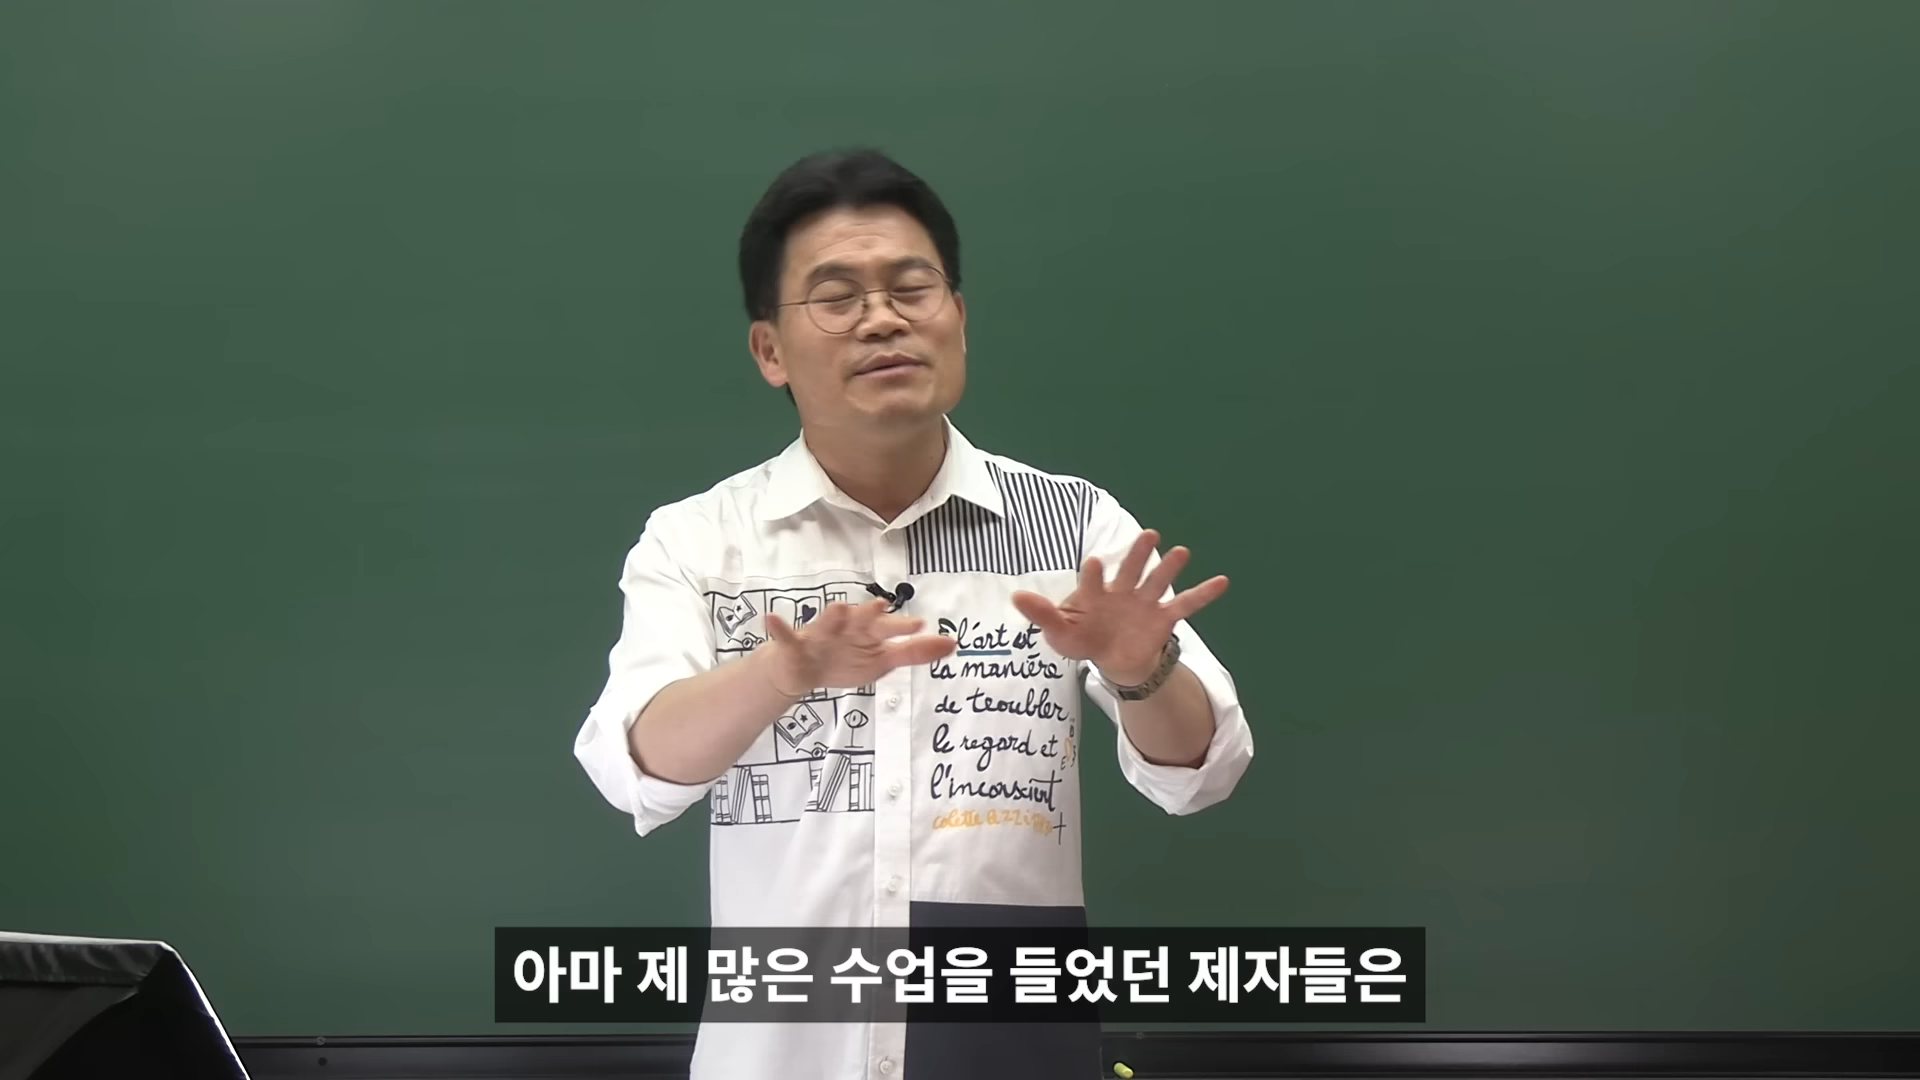 l'art est
la manière
de troubler
le regard et
l'inconscient
아마 제 많은 수업을 들었던 제자들은